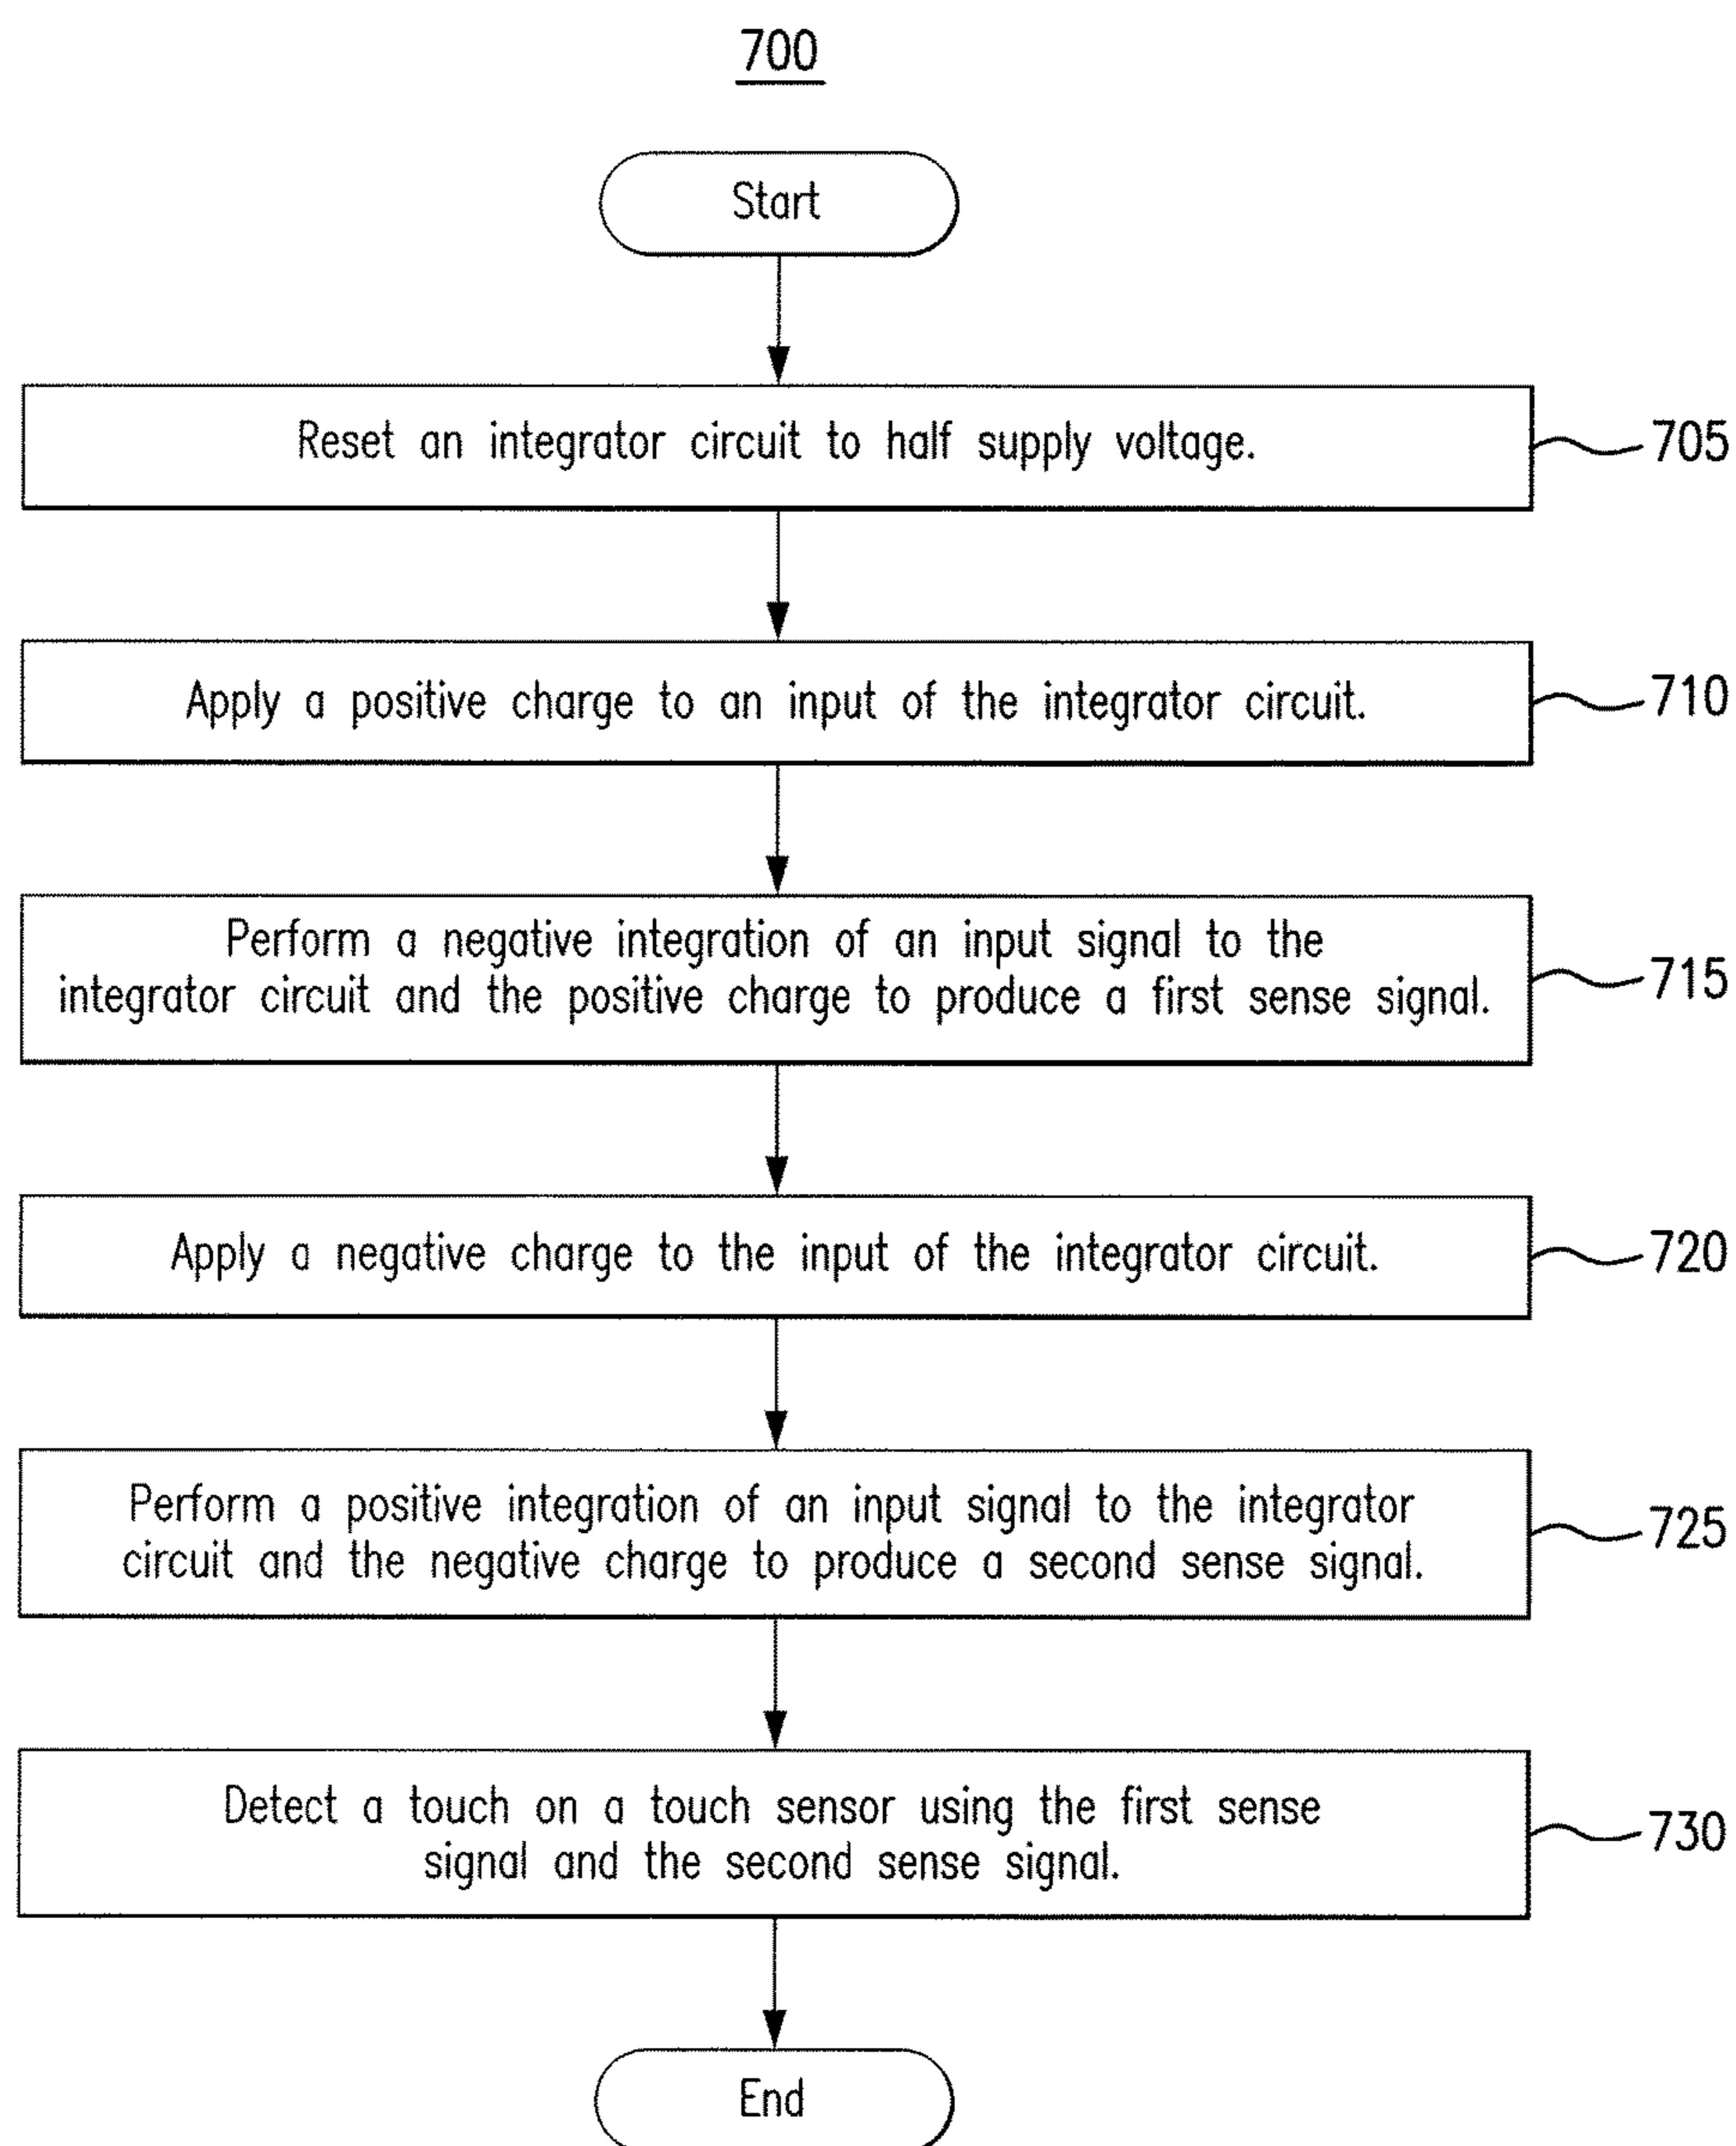 700
Start
Reset an integrator circuit to half supply voltage.
705
Apply a positive charge to an input of the integrator circuit.
710
Perform a negative integration of an input signal to the
integrator circuit and the positive charge to produce a first sense signal.
715
Apply a negative charge to the input of the integrator circuit.
720
Perform a positive integration of an input signal to the integrator
circuit and the negative charge to produce a second sense signal.
725
Detect a touch on a touch sensor using the first sense
signal and the second sense signal.
730
End